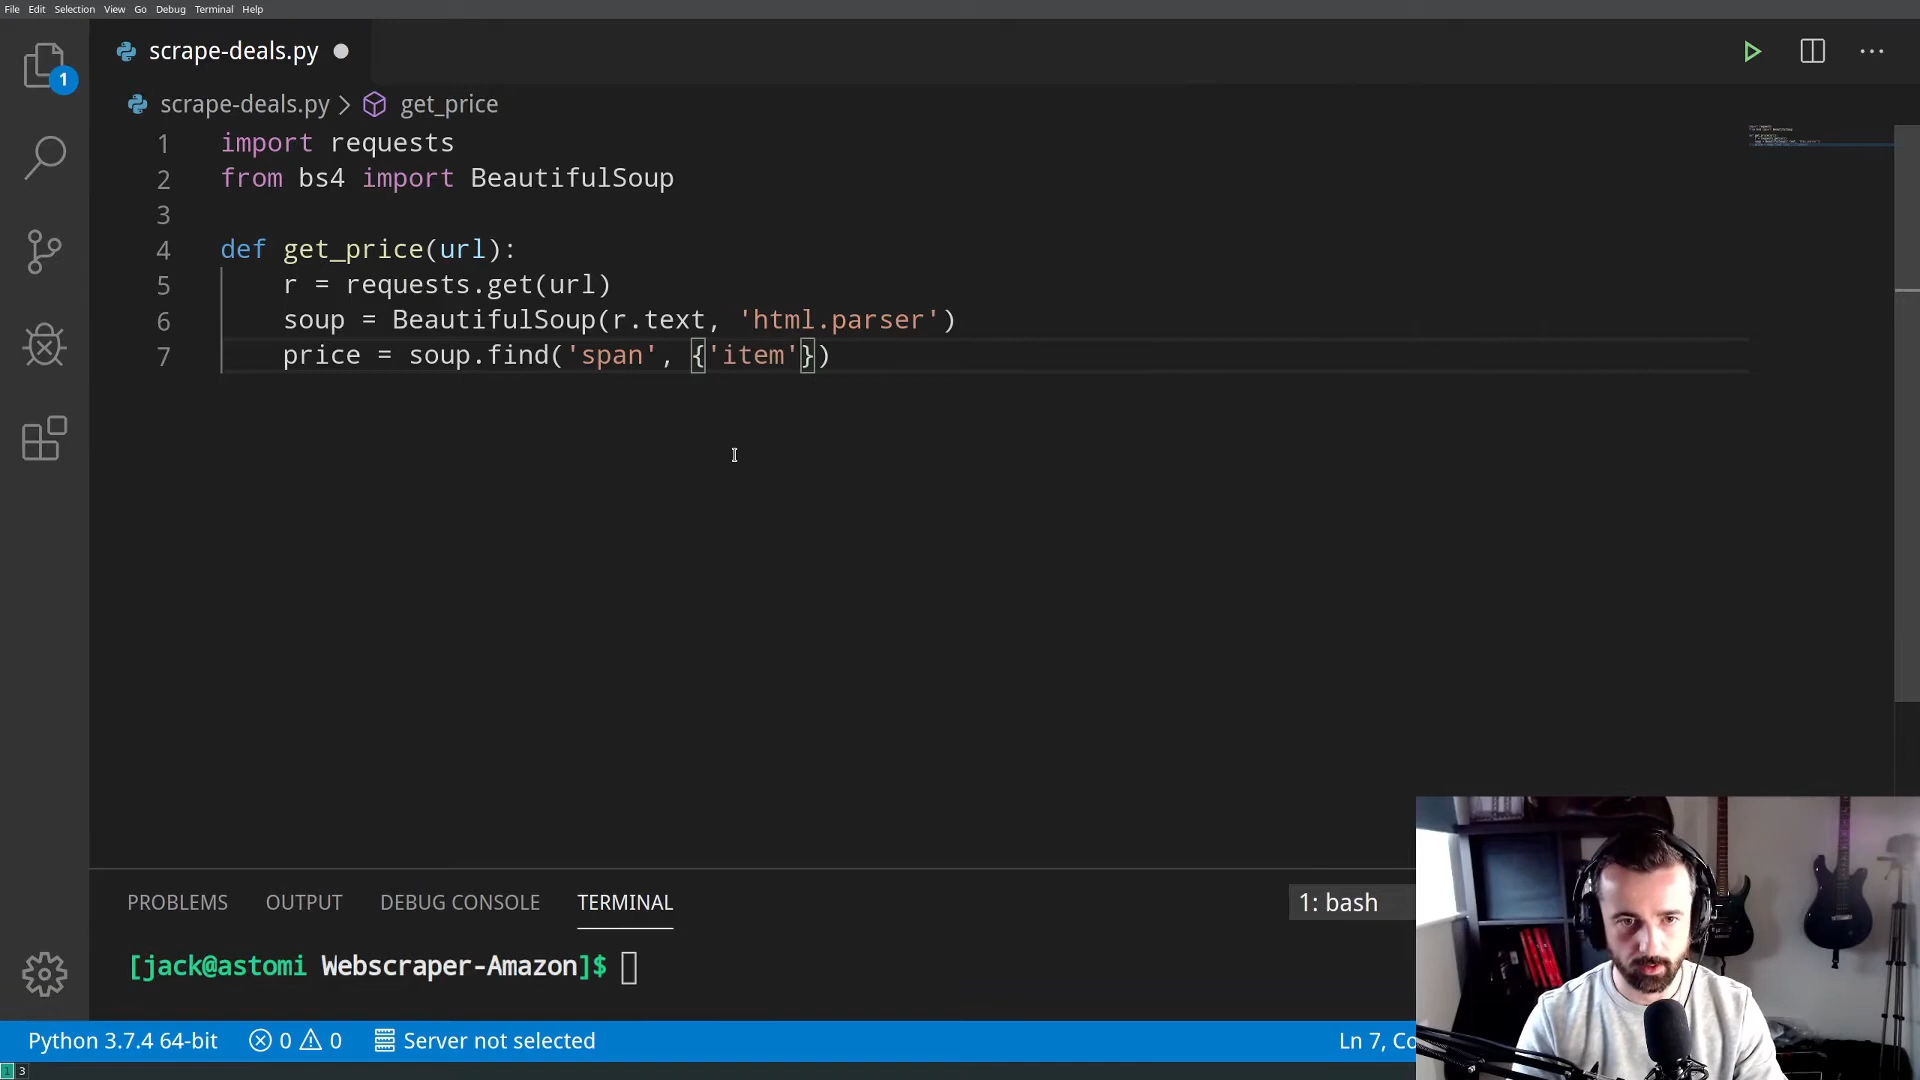 File Edit Selection View Go Debug Terminal Help
scrape-deals.py
1
scrape-deals.py > get_price
1 import requests
2 from bs4 import BeautifulSoup
3
4 def get_price(url):
5 r = requests.get(url)
6 soup = BeautifulSoup(r.text, 'html.parser')
7 price = soup.find('span', {'item'})
PROBLEMS OUTPUT DEBUG CONSOLE TERMINAL 1: bash
[jack@astomi Webscraper-Amazon]$
Python 3.7.4 64-bit 0 0 Server not selected Ln 7, Co
1 3